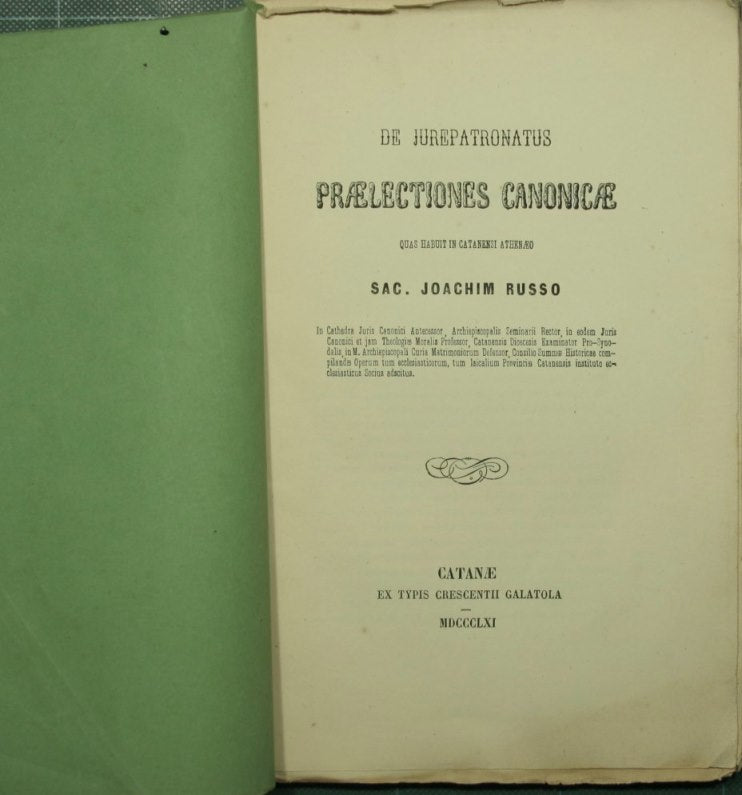 DE JUREPATRONATUS
PRÆLECTIONES CANONICÆ
QUAS HABUIT IN CATANENSI ATHENÆO
SAC. JOACHIM RUSSO
In Cathedra Juris Canonici Antecessor, Archiepiscopalis Seminarii Rector, in eodem Juris
Canonici et jam Theologiæ Moralis Professor, Catanensis Diocesis Examinator Pro-Syno-
dalis, in M. Archiepiscopali Curia Matrimoniorum Defensor, Consilio Summæ Historicæ com-
pilandæ Operum tum ecclesiasticorum, tum laicalium Provinciæ Catanensis instituto ec-
clesiasticus Socius adscitus.
CATANÆ
EX TYPIS CRESCENTII GALATOLA
MDCCCLXI